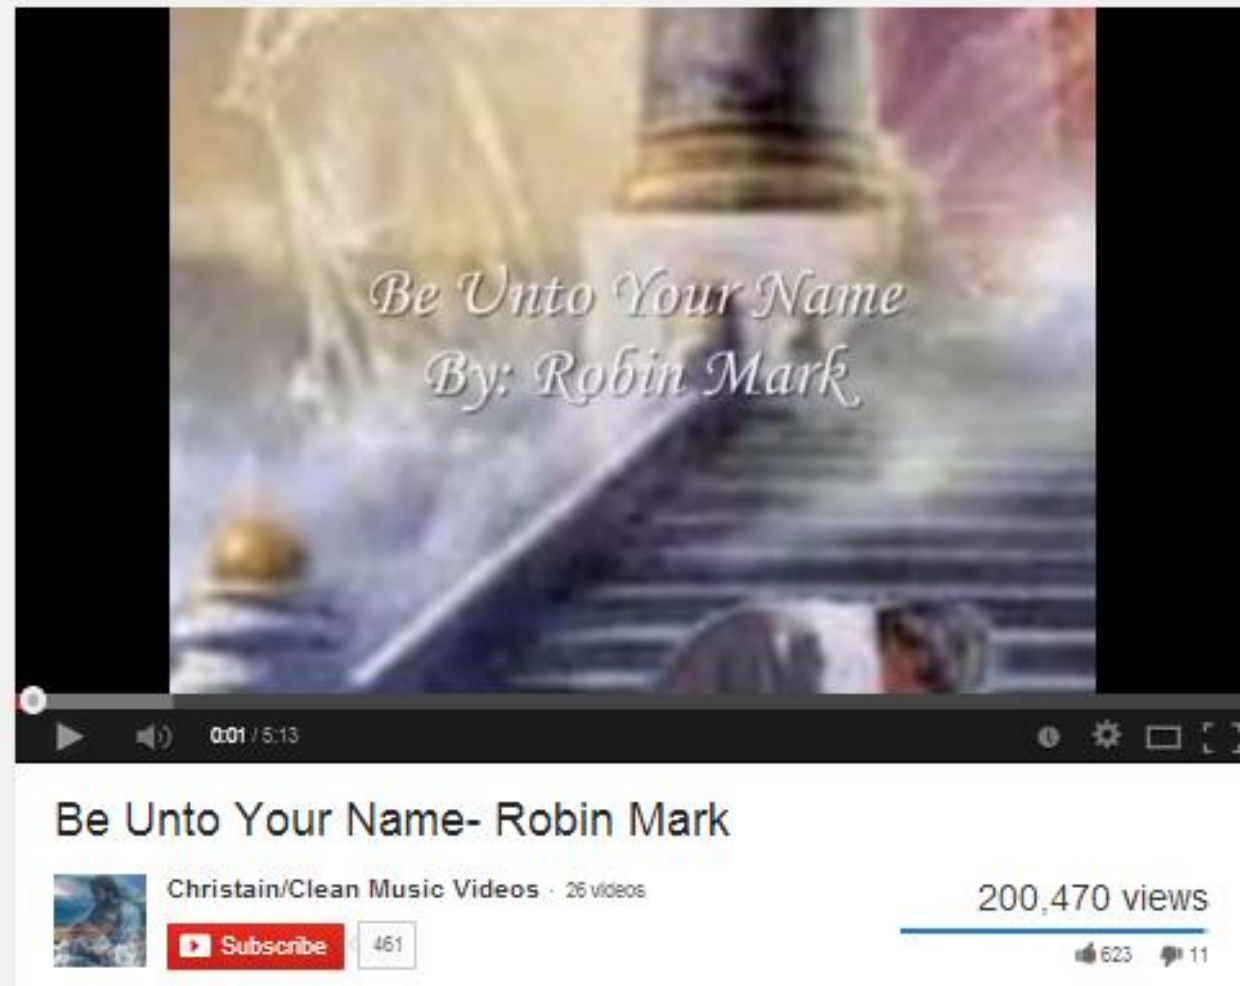 Be Unto Your Name
By: Robin Mark
0:01 / 5:13
Be Unto Your Name- Robin Mark
Christain/Clean Music Videos · 26 videos
Subscribe 461
200,470 views
623 11